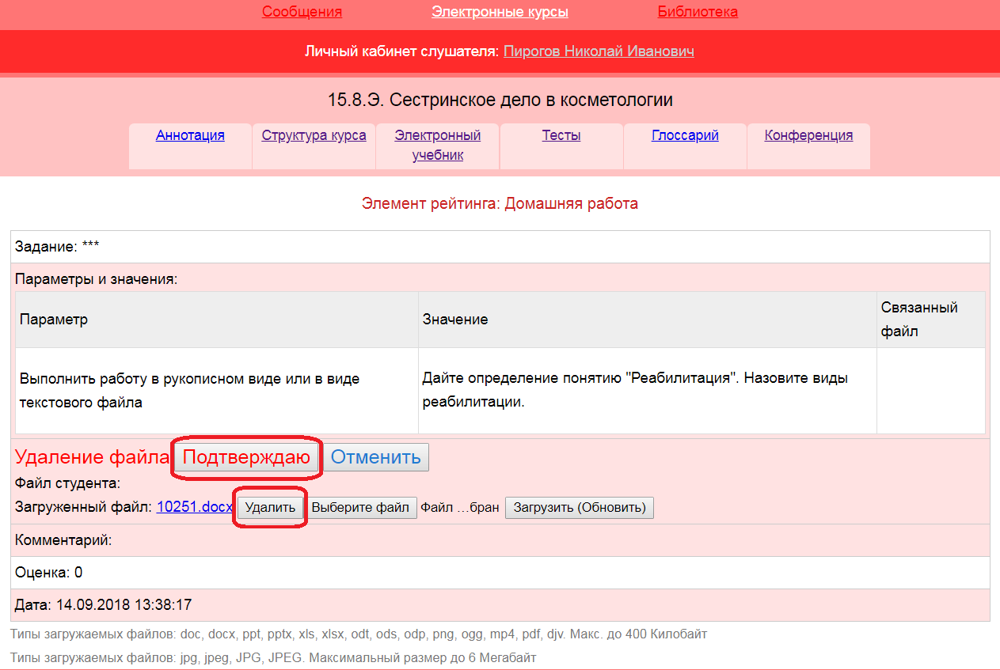 Сообщения Электронные курсы Библиотека
Личный кабинет слушателя: Пирогов Николай Иванович
15.8.Э. Сестринское дело в косметологии
Аннотация Структура курса Электронный учебник Тесты Глоссарий Конференция
Элемент рейтинга: Домашняя работа
Задание: ***
Параметры и значения:
Параметр Значение Связанный файл
Выполнить работу в рукописном виде или в виде
текстового файла
Дайте определение понятию "Реабилитация". Назовите виды
реабилитации.
Удаление файла Подтверждаю Отменить
Файл студента:
Загруженный файл: 10251.docx Удалить Выберите файл Файл ...бран Загрузить (Обновить)
Комментарий:
Оценка: 0
Дата: 14.09.2018 13:38:17
Типы загружаемых файлов: doc, docx, ppt, pptx, xls, xlsx, odt, ods, odp, png, ogg, mp4, pdf, djv. Макс. до 400 Килобайт
Типы загружаемых файлов: jpg, jpeg, JPG, JPEG. Максимальный размер до 6 Мегабайт